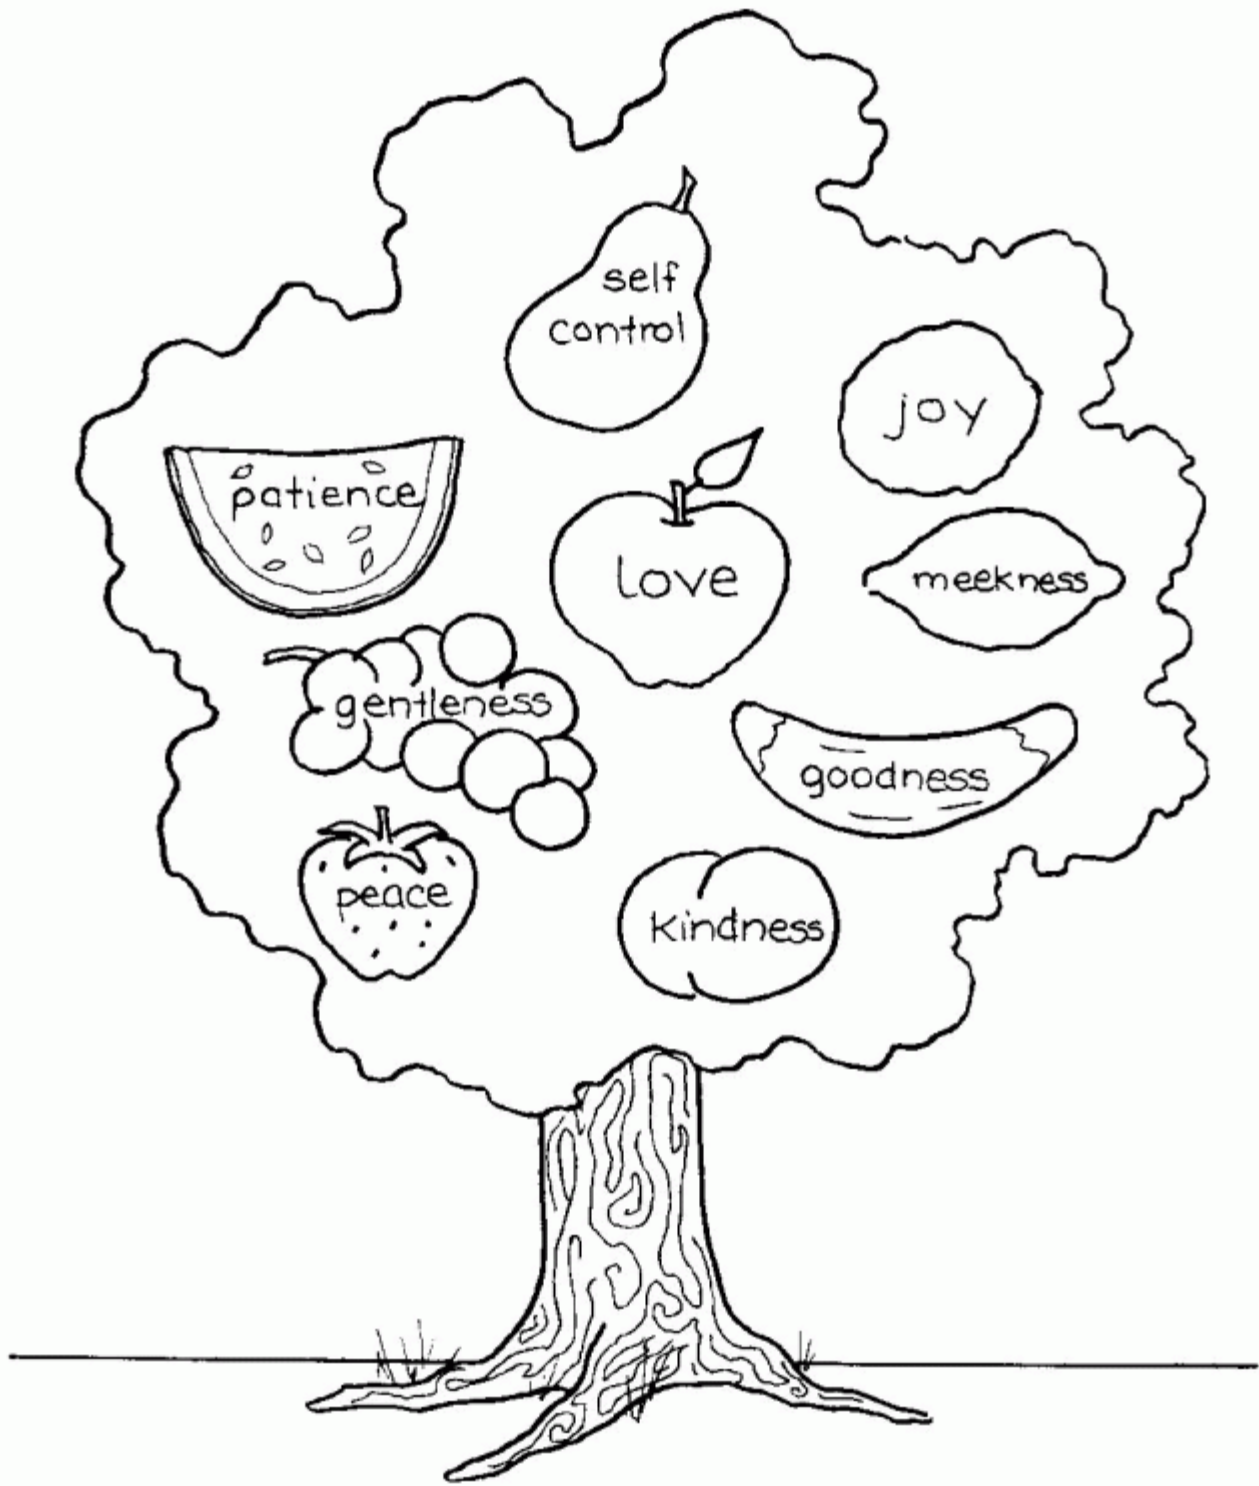 self
control
joy
patience
love
meekness
gentleness
goodness
peace
kindness